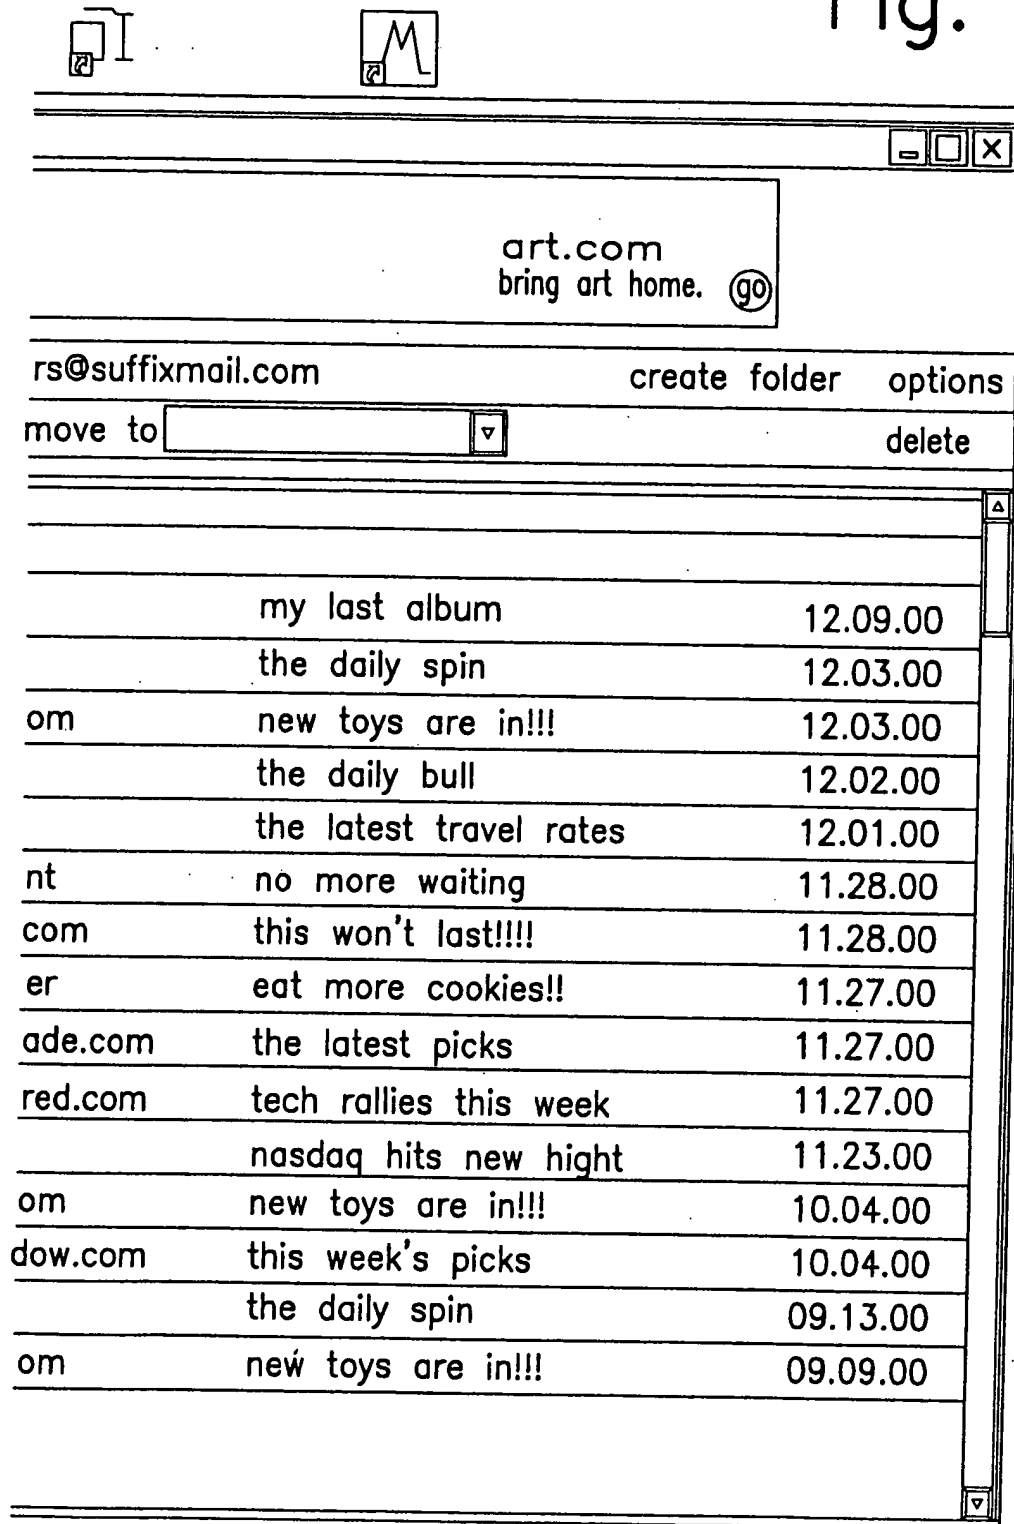 Fig.
M
art.com
bring art home. go
rs@suffixmail.com create folder options
move to delete
my last album 12.09.00
the daily spin 12.03.00
om new toys are in!!! 12.03.00
the daily bull 12.02.00
the latest travel rates 12.01.00
nt no more waiting 11.28.00
com this won't last!!!! 11.28.00
er eat more cookies!! 11.27.00
ade.com the latest picks 11.27.00
red.com tech rallies this week 11.27.00
nasdaq hits new hight 11.23.00
om new toys are in!!! 10.04.00
dow.com this week's picks 10.04.00
the daily spin 09.13.00
om new toys are in!!! 09.09.00